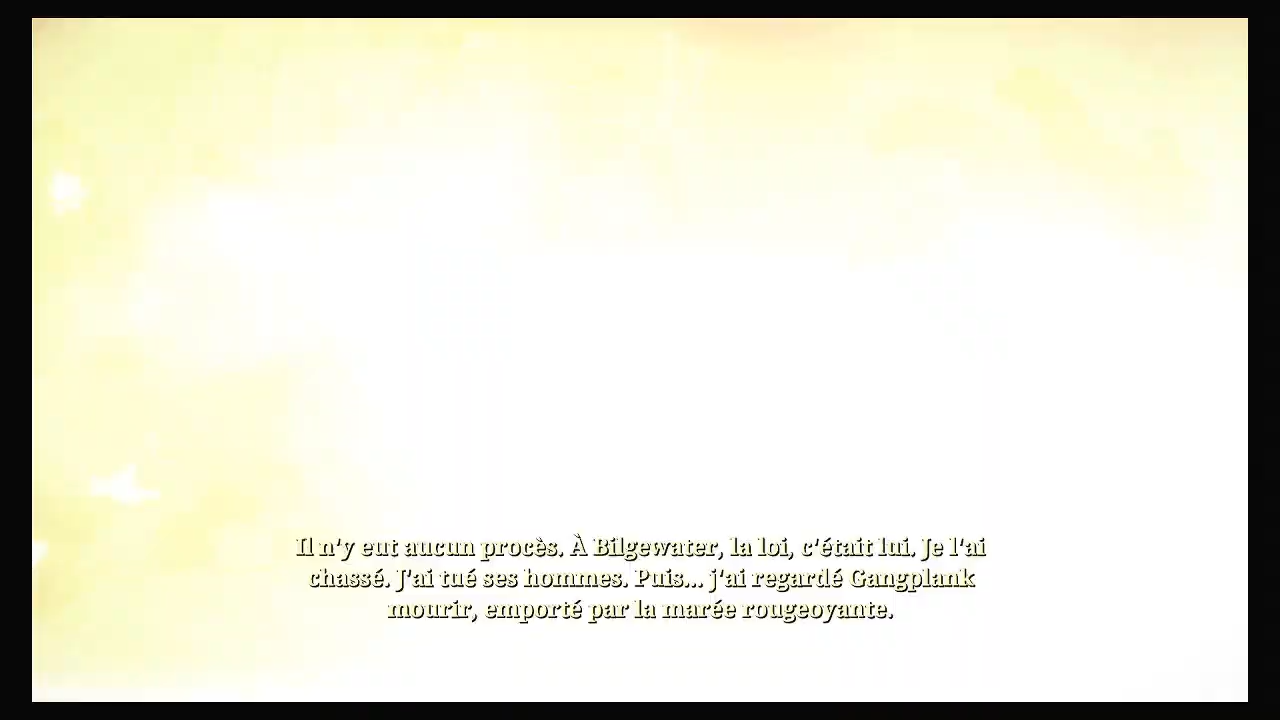 Il n'y eut aucun procès. À Bilgewater, la loi, c'était lui. Je l'ai
chassé. J'ai tué ses hommes. Puis... j'ai regardé Gangplank
mourir, emporté par la marée rougeoyante.